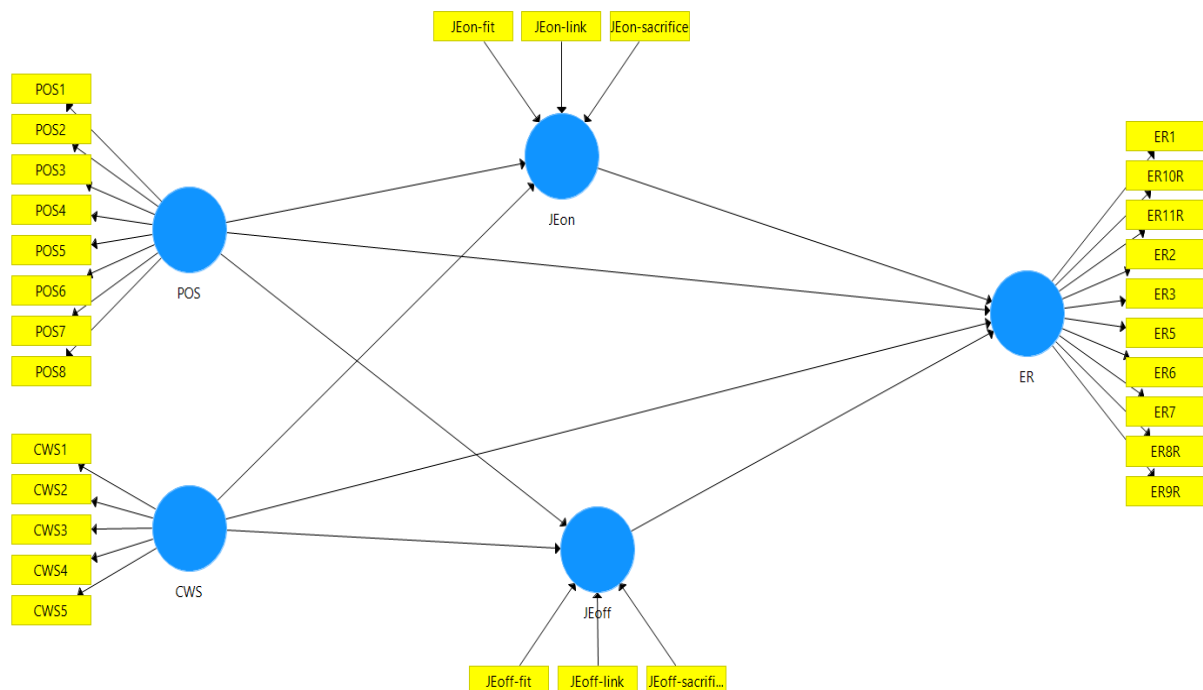 JEon-fit
JEon-link
JEon-sacrifice
JEon
POS1
POS2
POS3
POS4
POS5
POS6
POS7
POS8
POS
CWS1
CWS2
CWS3
CWS4
CWS5
CWS
JEoff
JEoff-fit
JEoff-link
JEoff-sacrifi...
ER
ER1
ER10R
ER11R
ER2
ER3
ER5
ER6
ER7
ER8R
ER9R